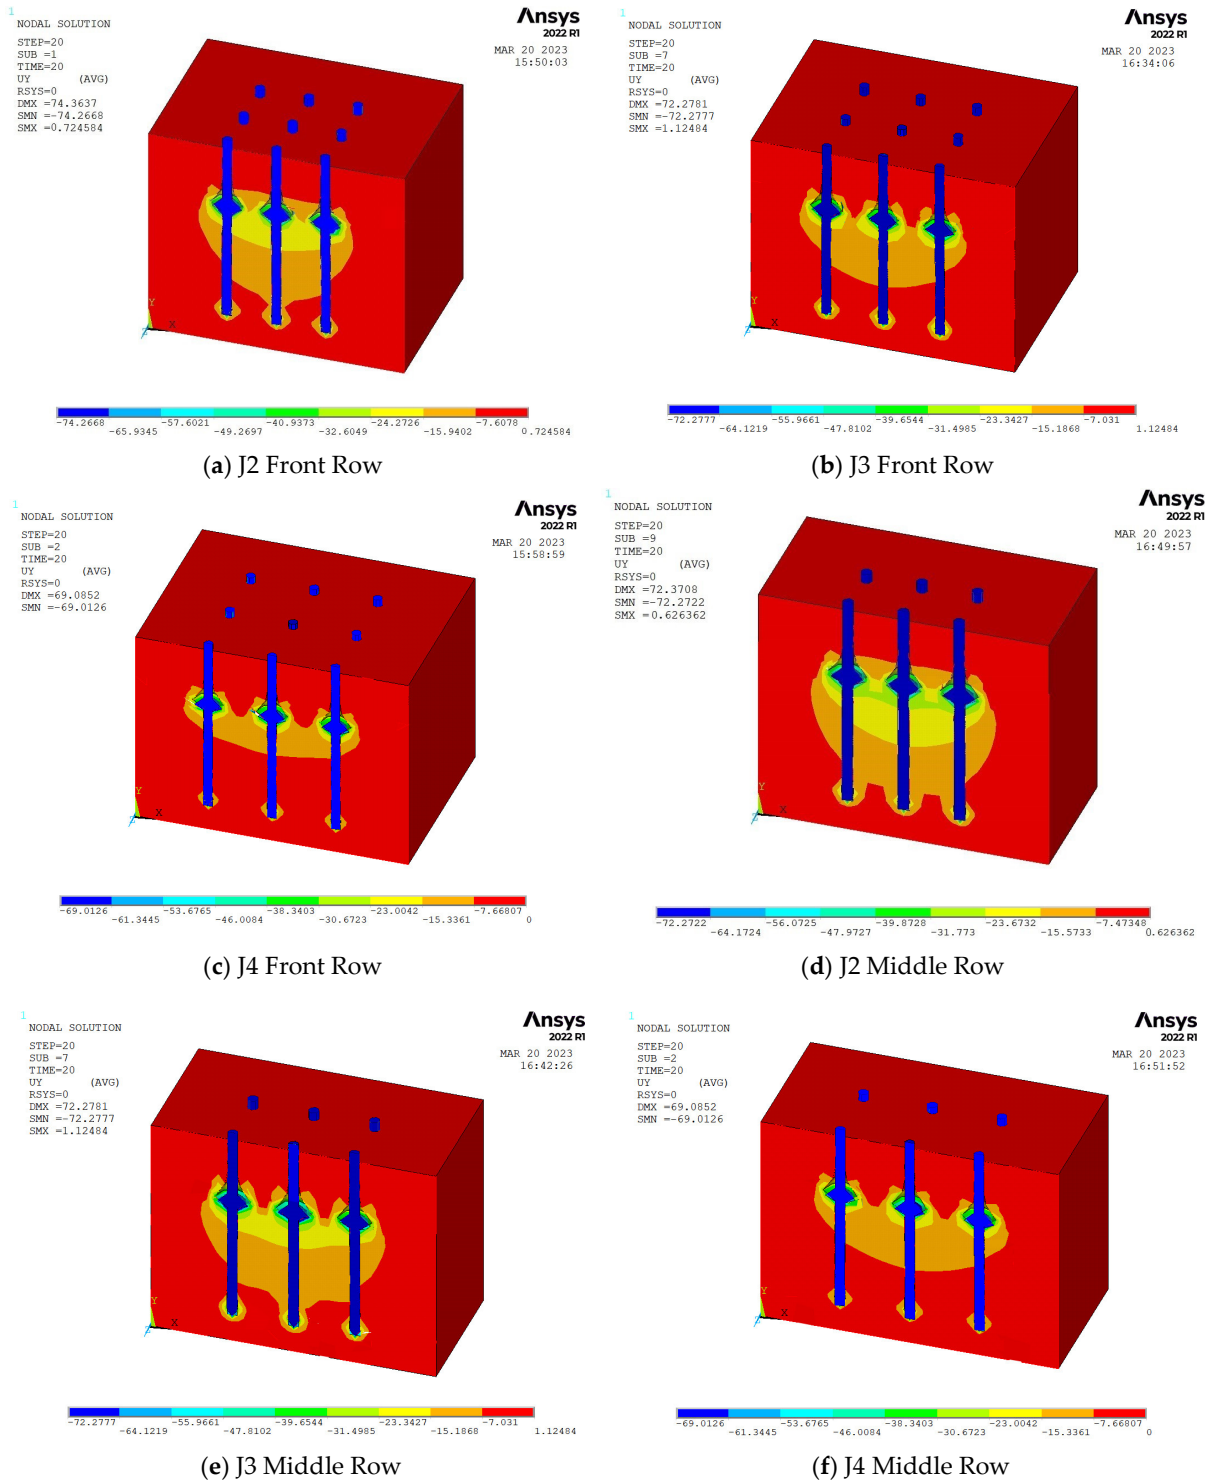 1
NODAL SOLUTION
STEP=20
SUB =1
TIME=20
UY (AVG)
RSYS=0
DMX =74.3637
SMN =-74.2668
SMX =0.724584
Ansys
2022 R1
MAR 20 2023
15:50:03
Y
X
Z
-74.2668 -57.6021 -40.9373 -24.2726 -7.6078
-65.9345 -49.2697 -32.6049 -15.9402 0.724584
(a) J2 Front Row
1
NODAL SOLUTION
STEP=20
SUB =7
TIME=20
UY (AVG)
RSYS=0
DMX =72.2781
SMN =-72.2777
SMX =1.12484
Ansys
2022 R1
MAR 20 2023
16:34:06
Y
X
Z
-72.2777 -55.9661 -39.6544 -23.3427 -7.031
-64.1219 -47.8102 -31.4985 -15.1868 1.12484
(b) J3 Front Row
1
NODAL SOLUTION
STEP=20
SUB =2
TIME=20
UY (AVG)
RSYS=0
DMX =69.0852
SMN =-69.0126
Ansys
2022 R1
MAR 20 2023
15:58:59
Y
X
Z
-69.0126 -53.6765 -38.3403 -23.0042 -7.66807
-61.3445 -46.0084 -30.6723 -15.3361 0
(c) J4 Front Row
1
NODAL SOLUTION
STEP=20
SUB =9
TIME=20
UY (AVG)
RSYS=0
DMX =72.3708
SMN =-72.2722
SMX =0.626362
Ansys
2022 R1
MAR 20 2023
16:49:57
Y
X
Z
-72.2722 -56.0725 -39.8728 -23.6732 -7.47348
-64.1724 -47.9727 -31.773 -15.5733 0.626362
(d) J2 Middle Row
1
NODAL SOLUTION
STEP=20
SUB =7
TIME=20
UY (AVG)
RSYS=0
DMX =72.2781
SMN =-72.2777
SMX =1.12484
Ansys
2022 R1
MAR 20 2023
16:42:26
Y
X
Z
-72.2777 -55.9661 -39.6544 -23.3427 -7.031
-64.1219 -47.8102 -31.4985 -15.1868 1.12484
(e) J3 Middle Row
1
NODAL SOLUTION
STEP=20
SUB =2
TIME=20
UY (AVG)
RSYS=0
DMX =69.0852
SMN =-69.0126
Ansys
2022 R1
MAR 20 2023
16:51:52
Y
X
Z
-69.0126 -53.6765 -38.3403 -23.0042 -7.66807
-61.3445 -46.0084 -30.6723 -15.3361 0
(f) J4 Middle Row